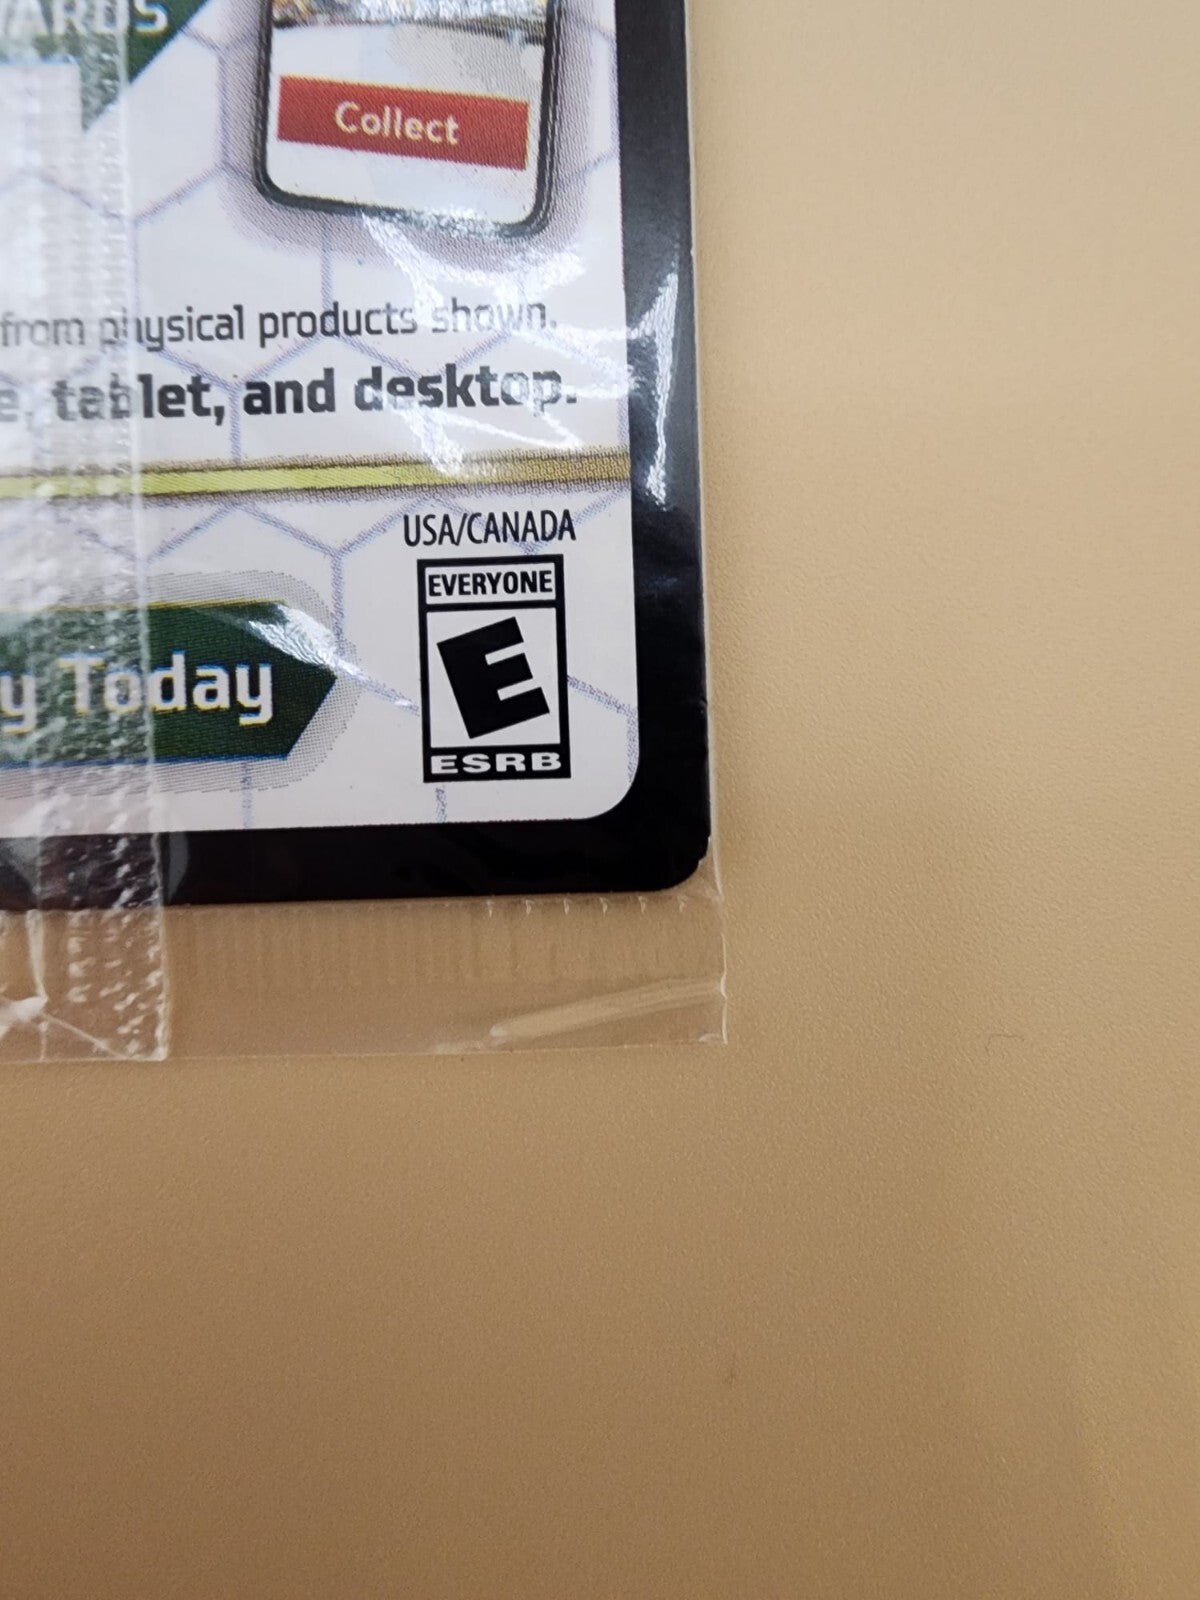 Collect
from physical products shown.
tablet, and desktop.
USA/CANADA
EVERYONE
E
Today
ESRB